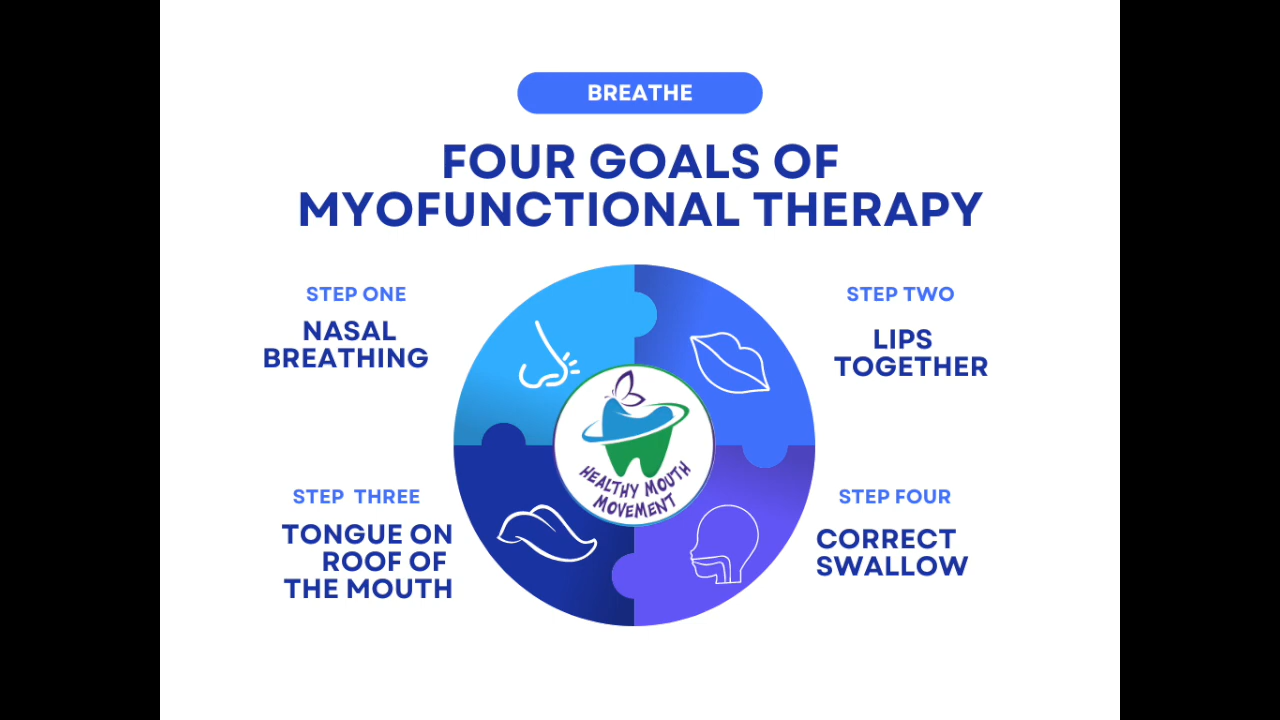 BREATHE
FOUR GOALS OF
MYOFUNCTIONAL THERAPY
STEP ONE
NASAL
BREATHING
STEP TWO
LIPS
TOGETHER
HEALTHY MOUTH
MOVEMENT
STEP THREE
TONGUE ON
ROOF OF
THE MOUTH
STEP FOUR
CORRECT
SWALLOW